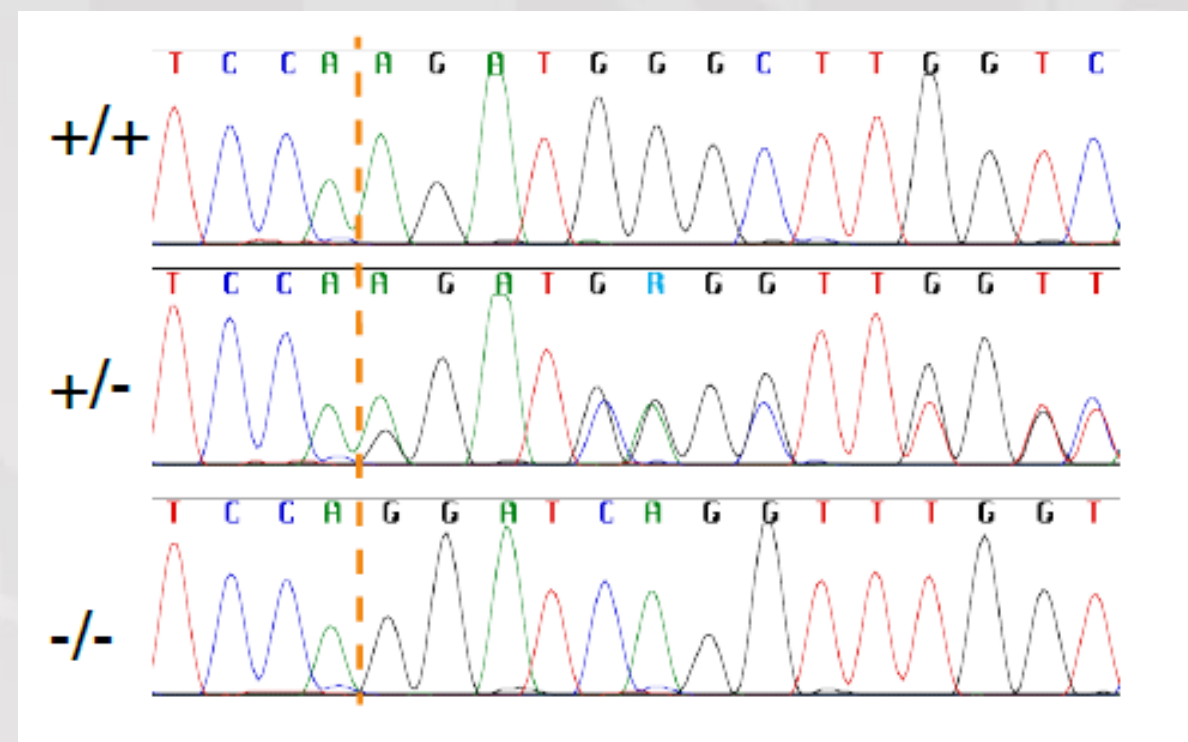 T C C A A G A T G G G C T T G G T C
+/+
T C C A A G A T G R G G T T G G T T
+/-
T C C A G G A T C A G G T T T G G T
-/-